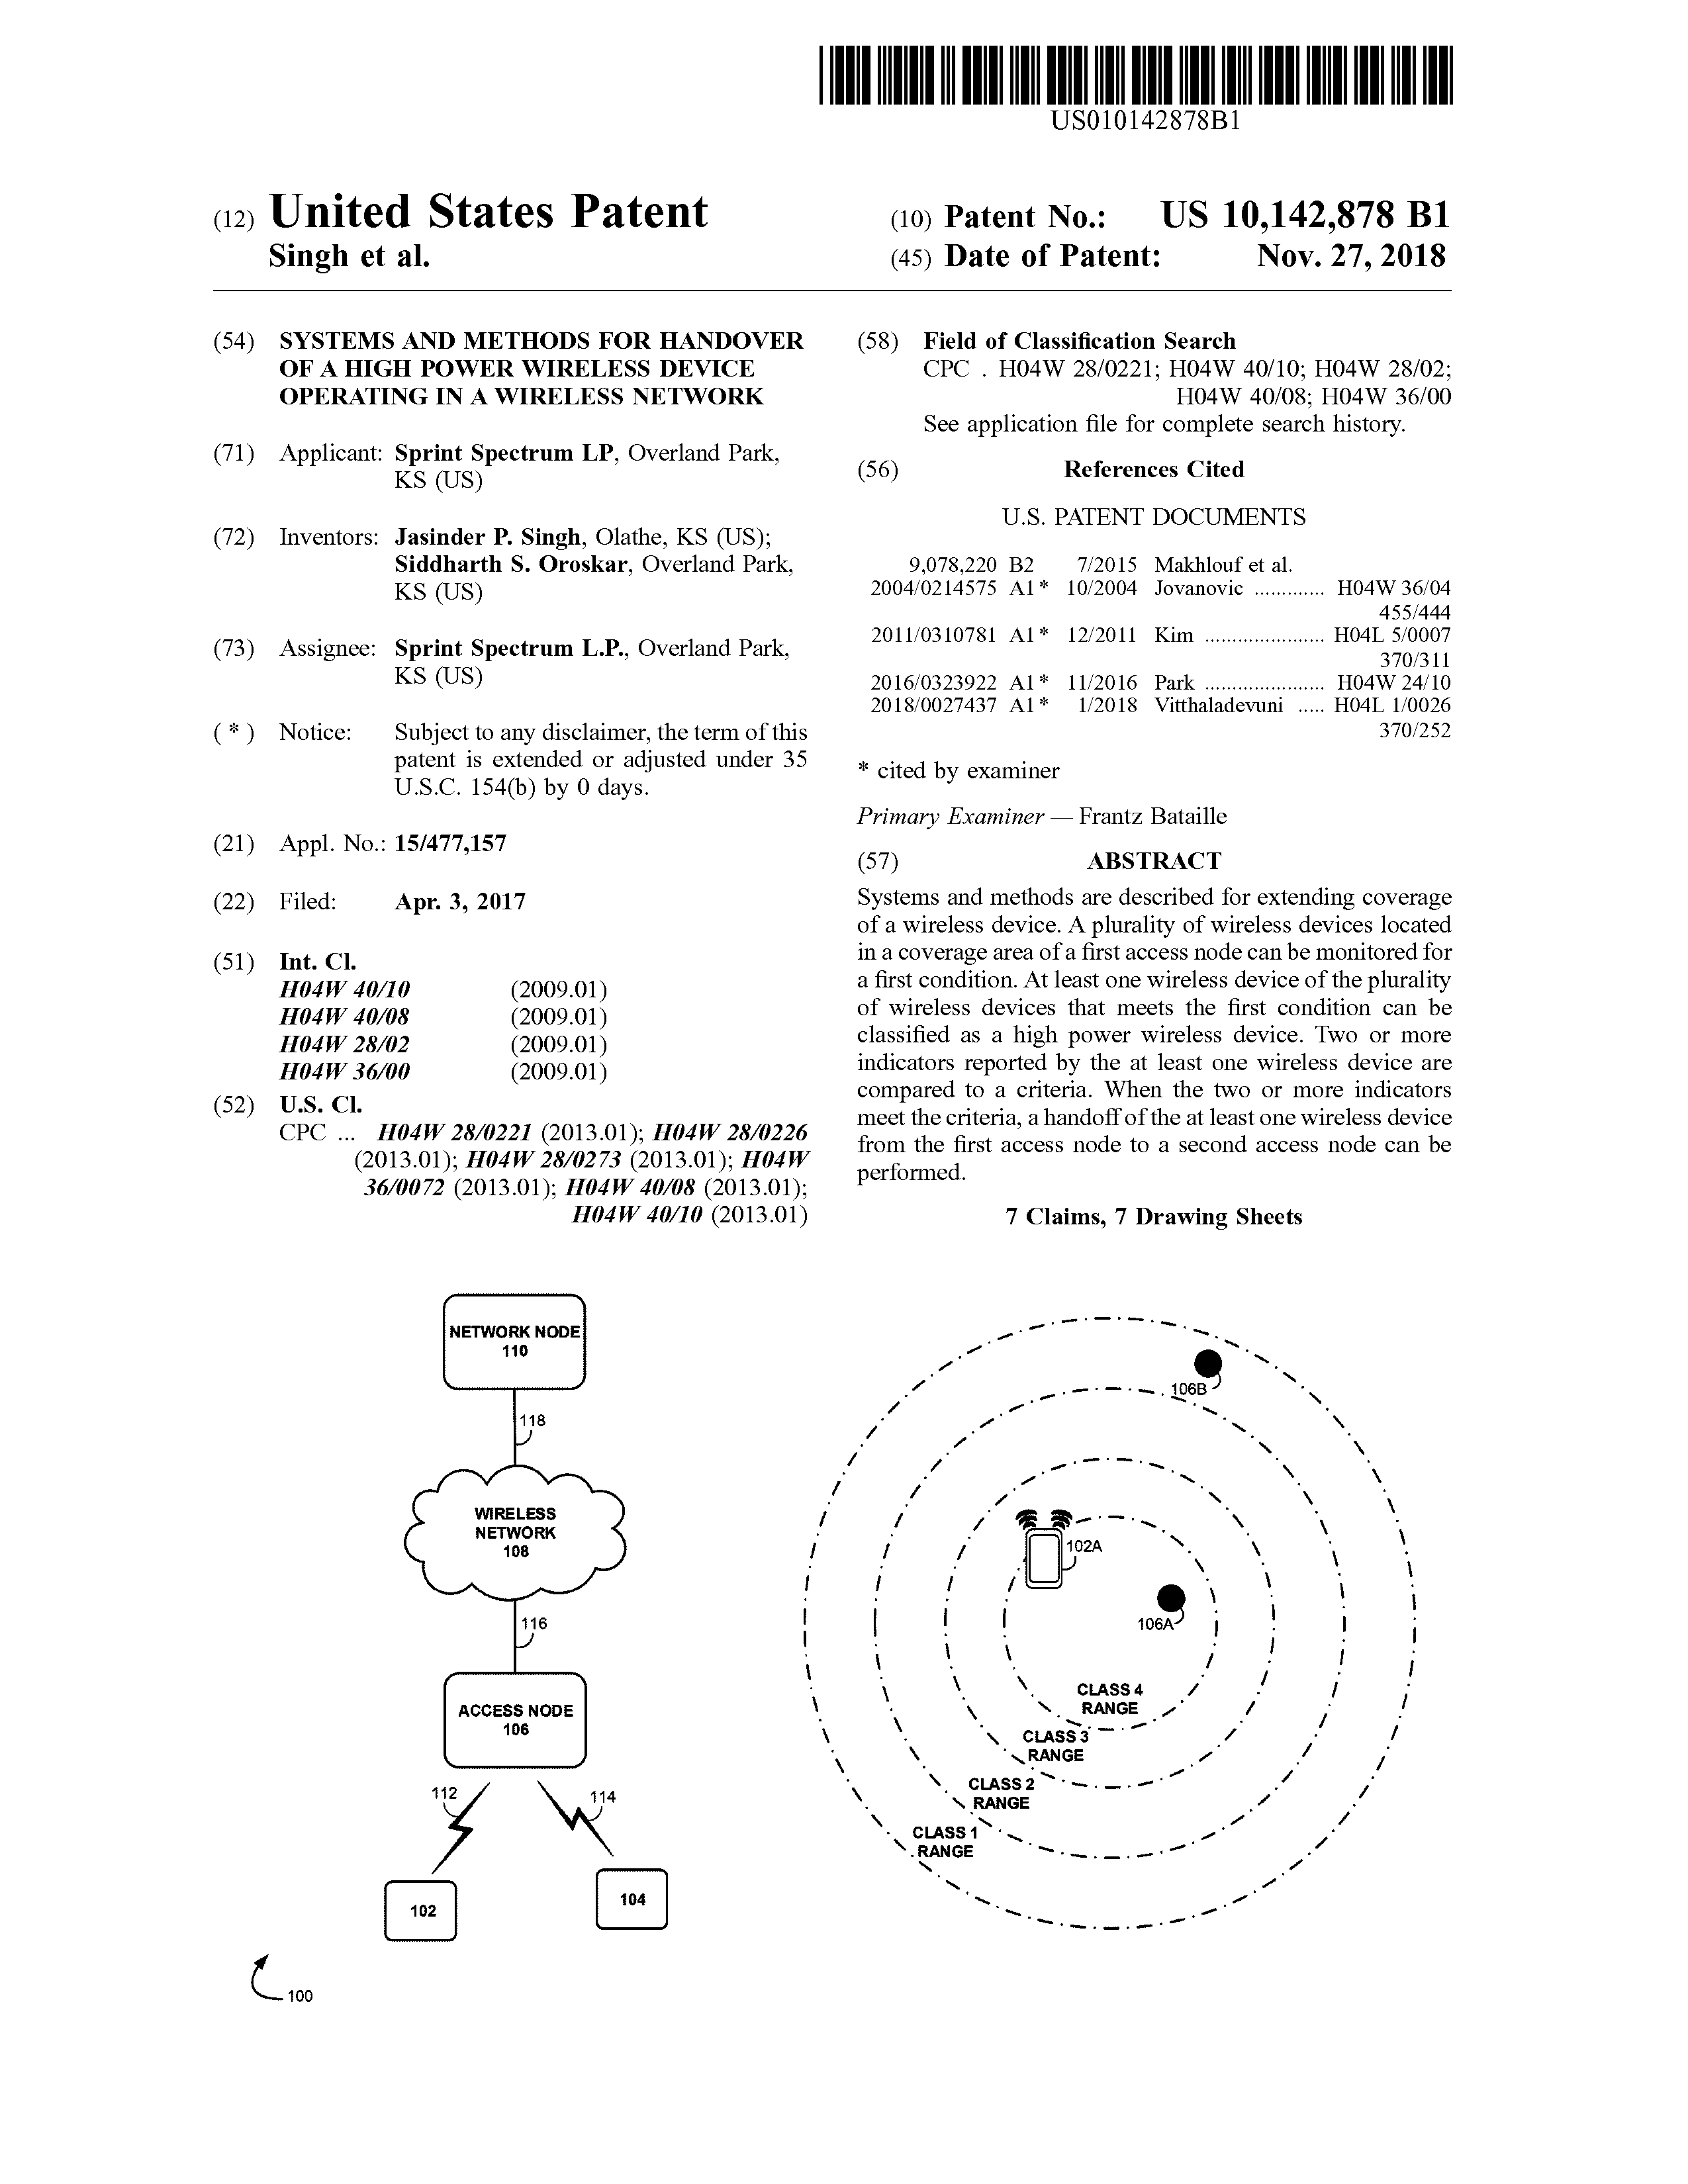 US010142878B1
(12) United States Patent
Singh et al.
(10) Patent No.: US 10,142,878 B1
(45) Date of Patent: Nov. 27, 2018
(54) SYSTEMS AND METHODS FOR HANDOVER
OF A HIGH POWER WIRELESS DEVICE
OPERATING IN A WIRELESS NETWORK
(71) Applicant: Sprint Spectrum LP, Overland Park,
KS (US)
(72) Inventors: Jasinder P. Singh, Olathe, KS (US);
Siddharth S. Oroskar, Overland Park,
KS (US)
(73) Assignee: Sprint Spectrum L.P., Overland Park,
KS (US)
( * ) Notice: Subject to any disclaimer, the term of this
patent is extended or adjusted under 35
U.S.C. 154(b) by 0 days.
(21) Appl. No.: 15/477,157
(22) Filed: Apr. 3, 2017
(51) Int. Cl.
H04W 40/10 (2009.01)
H04W 40/08 (2009.01)
H04W 28/02 (2009.01)
H04W 36/00 (2009.01)
(52) U.S. Cl.
CPC ... H04W 28/0221 (2013.01); H04W 28/0226
(2013.01); H04W 28/0273 (2013.01); H04W
36/0072 (2013.01); H04W 40/08 (2013.01);
H04W 40/10 (2013.01)
(58) Field of Classification Search
CPC . H04W 28/0221; H04W 40/10; H04W 28/02;
H04W 40/08; H04W 36/00
See application file for complete search history.
(56) References Cited
U.S. PATENT DOCUMENTS
9,078,220 B2 7/2015 Makhlouf et al.
2004/0214575 A1* 10/2004 Jovanovic ............. H04W 36/04
455/444
2011/0310781 A1* 12/2011 Kim ...................... H04L 5/0007
370/311
2016/0323922 A1* 11/2016 Park ...................... H04W 24/10
2018/0027437 A1* 1/2018 Vitthaladevuni ..... H04L 1/0026
370/252
* cited by examiner
Primary Examiner — Frantz Bataille
(57) ABSTRACT
Systems and methods are described for extending coverage
of a wireless device. A plurality of wireless devices located
in a coverage area of a first access node can be monitored for
a first condition. At least one wireless device of the plurality
of wireless devices that meets the first condition can be
classified as a high power wireless device. Two or more
indicators reported by the at least one wireless device are
compared to a criteria. When the two or more indicators
meet the criteria, a handoff of the at least one wireless device
from the first access node to a second access node can be
performed.
7 Claims, 7 Drawing Sheets
NETWORK NODE
110
118
WIRELESS
NETWORK
108
116
ACCESS NODE
106
112
114
102
104
100
106B
102A
106A
CLASS 4
RANGE
CLASS 3
RANGE
CLASS 2
RANGE
CLASS 1
RANGE